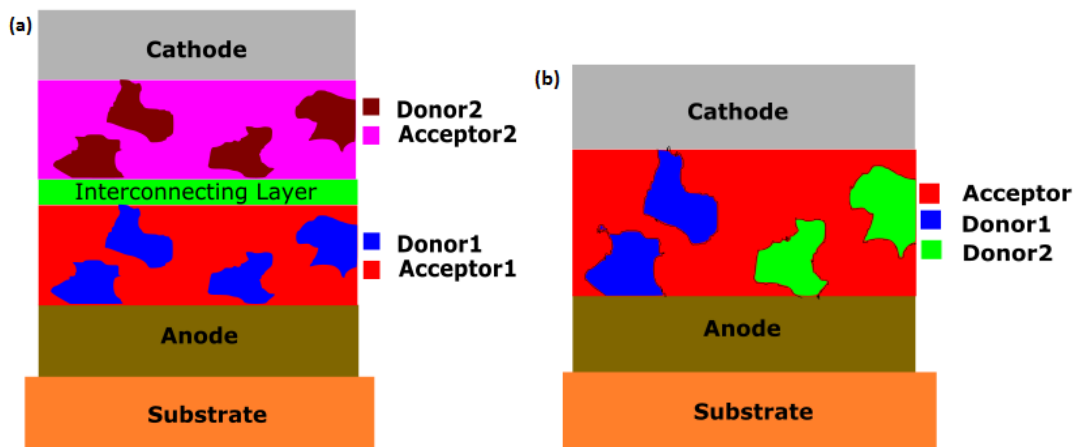 (a)
Cathode
Donor2
Acceptor2
Interconnecting Layer
Donor1
Acceptor1
Anode
Substrate
(b)
Cathode
Acceptor
Donor1
Donor2
Anode
Substrate